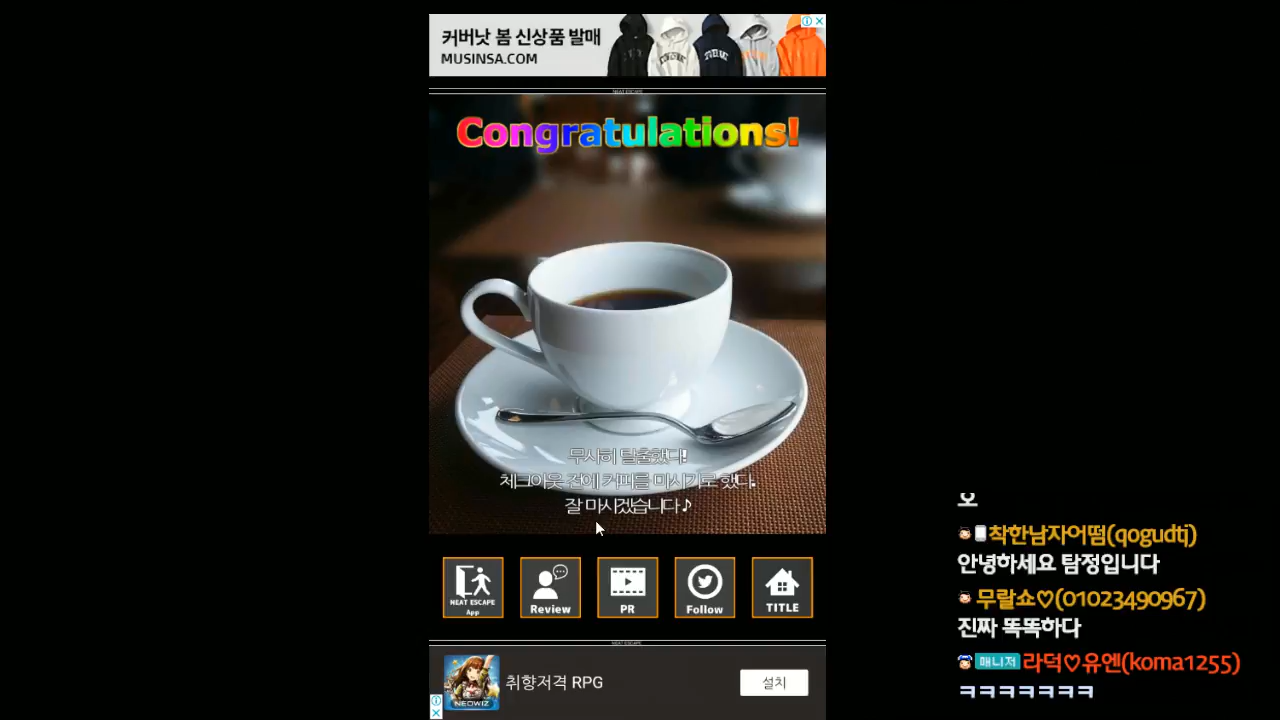 커버낫 봄 신상품 발매
MUSINSA.COM
NEAT ESCAPE
Congratulations!
무사히 탈출했다!
체크아웃 전에 커피를 마시기로 했다.
잘 마시겠습니다♪
NEAT ESCAPE
App
Review
PR
Follow
TITLE
NEAT ESCAPE
NEOWIZ
취향저격 RPG
설치
오
착한남자어떰(qogudtj)
안녕하세요 탐정입니다
무랄쇼♡(01023490967)
진짜 똑똑하다
매니저 라덕♡유엔(koma1255)
ㅋㅋㅋㅋㅋㅋㅋ